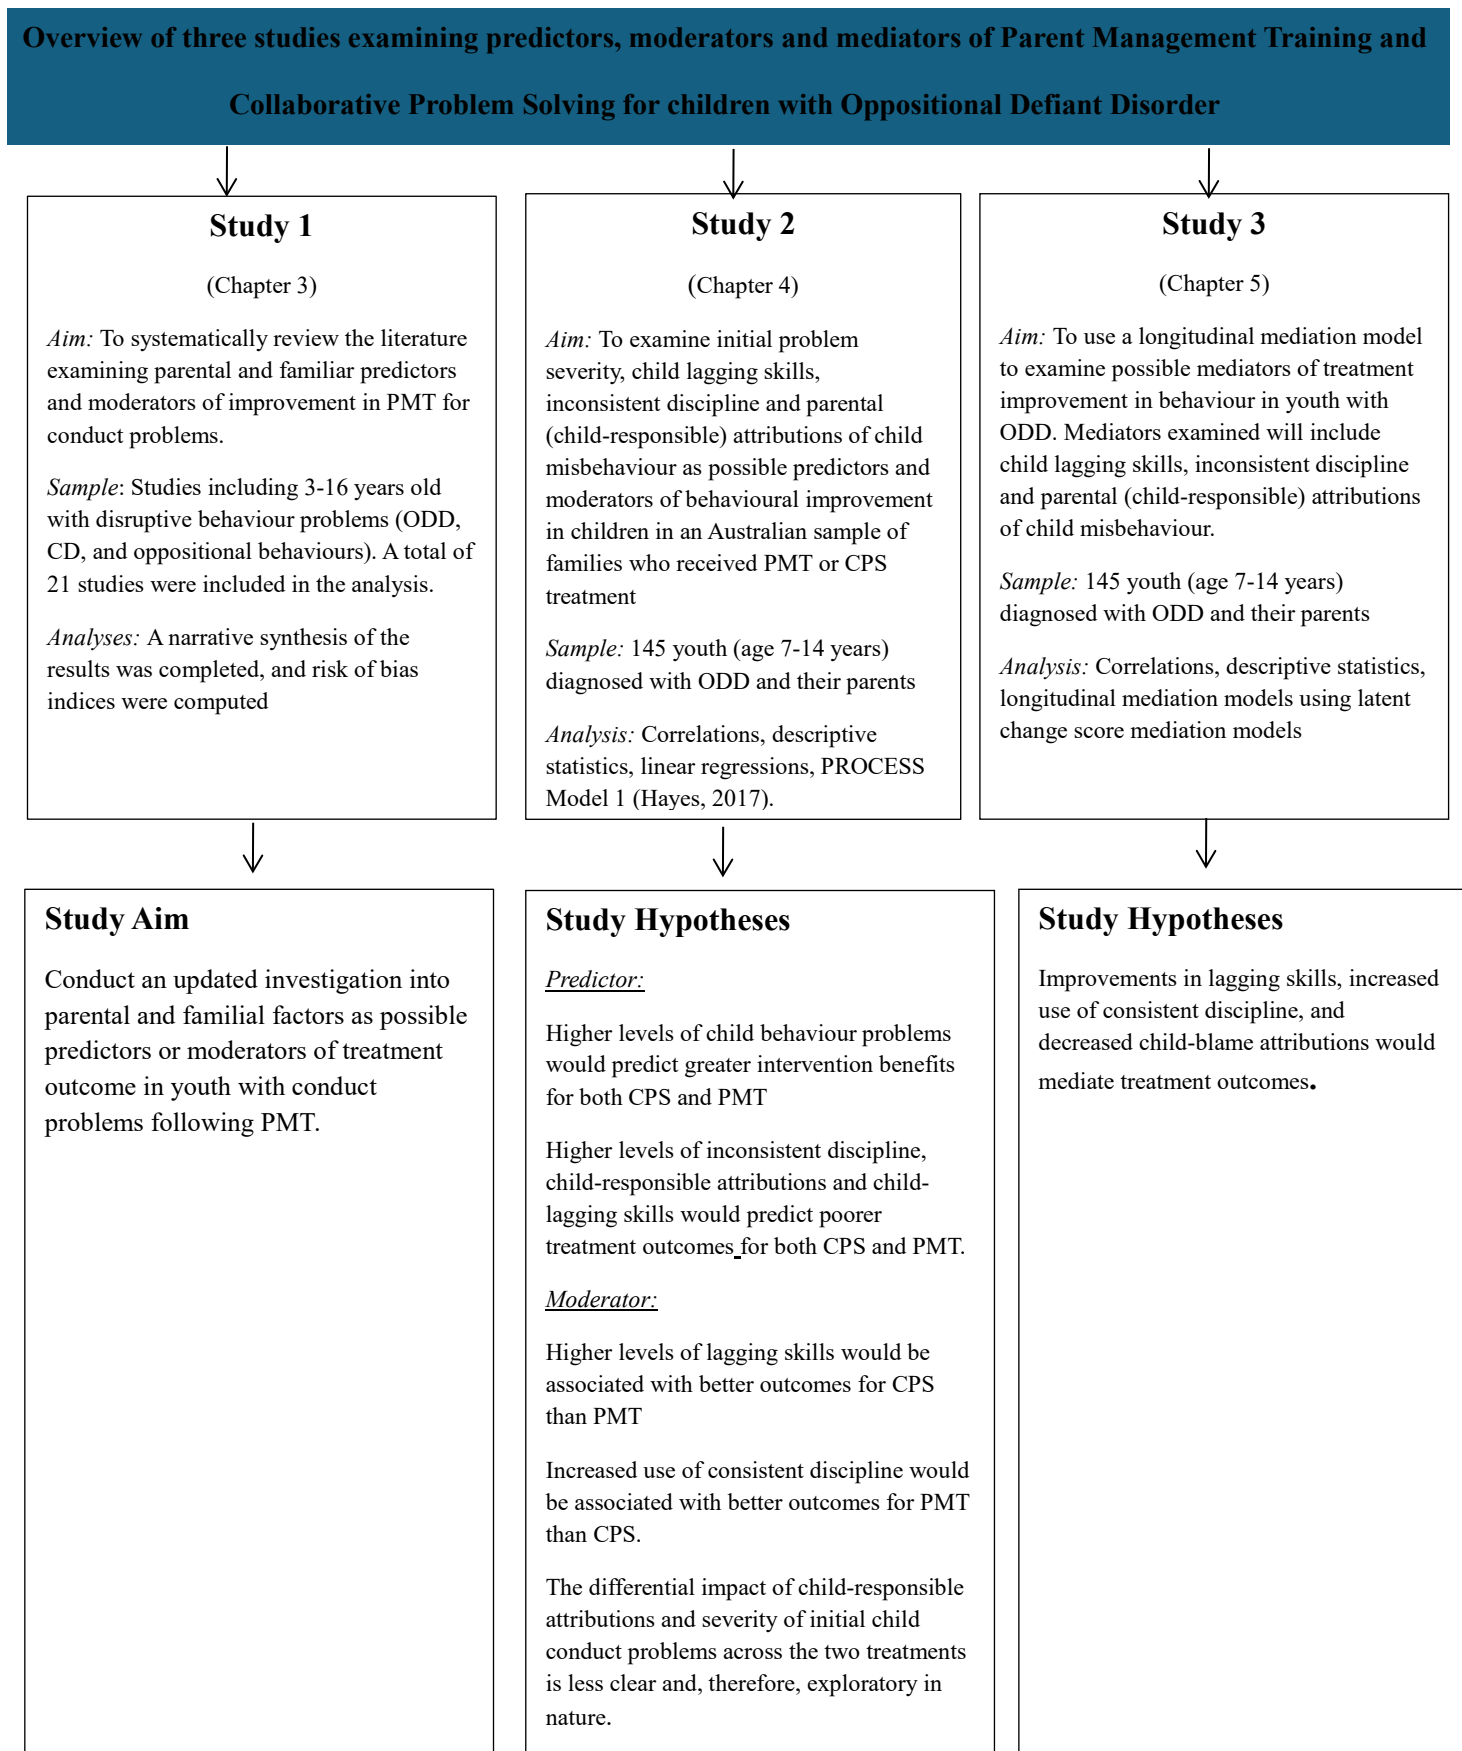 Overview of three studies examining predictors, moderators and mediators of Parent Management Training and
Collaborative Problem Solving for children with Oppositional Defiant Disorder
Study 1
(Chapter 3)
Aim: To systematically review the literature
examining parental and familiar predictors
and moderators of improvement in PMT for
conduct problems.
Sample: Studies including 3-16 years old
with disruptive behaviour problems (ODD,
CD, and oppositional behaviours). A total of
21 studies were included in the analysis.
Analyses: A narrative synthesis of the
results was completed, and risk of bias
indices were computed
Study 2
(Chapter 4)
Aim: To examine initial problem
severity, child lagging skills,
inconsistent discipline and parental
(child-responsible) attributions of child
misbehaviour as possible predictors and
moderators of behavioural improvement
in children in an Australian sample of
families who received PMT or CPS
treatment
Sample: 145 youth (age 7-14 years)
diagnosed with ODD and their parents
Analysis: Correlations, descriptive
statistics, linear regressions, PROCESS
Model 1 (Hayes, 2017).
Study 3
(Chapter 5)
Aim: To use a longitudinal mediation model
to examine possible mediators of treatment
improvement in behaviour in youth with
ODD. Mediators examined will include
child lagging skills, inconsistent discipline
and parental (child-responsible) attributions
of child misbehaviour.
Sample: 145 youth (age 7-14 years)
diagnosed with ODD and their parents
Analysis: Correlations, descriptive statistics,
longitudinal mediation models using latent
change score mediation models
Study Aim
Conduct an updated investigation into
parental and familial factors as possible
predictors or moderators of treatment
outcome in youth with conduct
problems following PMT.
Study Hypotheses
Predictor:
Higher levels of child behaviour problems
would predict greater intervention benefits
for both CPS and PMT
Higher levels of inconsistent discipline,
child-responsible attributions and child-
lagging skills would predict poorer
treatment outcomes for both CPS and PMT.
Moderator:
Higher levels of lagging skills would be
associated with better outcomes for CPS
than PMT
Increased use of consistent discipline would
be associated with better outcomes for PMT
than CPS.
The differential impact of child-responsible
attributions and severity of initial child
conduct problems across the two treatments
is less clear and, therefore, exploratory in
nature.
Study Hypotheses
Improvements in lagging skills, increased
use of consistent discipline, and
decreased child-blame attributions would
mediate treatment outcomes.